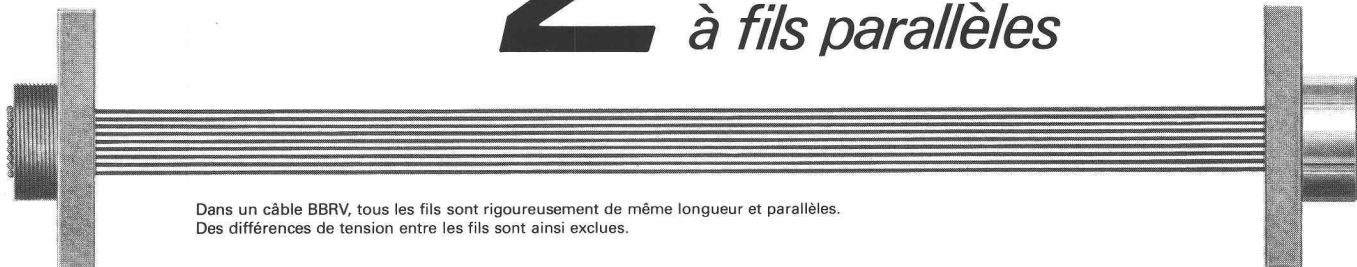 2 à fils parallèles
Dans un câble BBRV, tous les fils sont rigoureusement de même longueur et parallèles.
Des différences de tension entre les fils sont ainsi exclues.